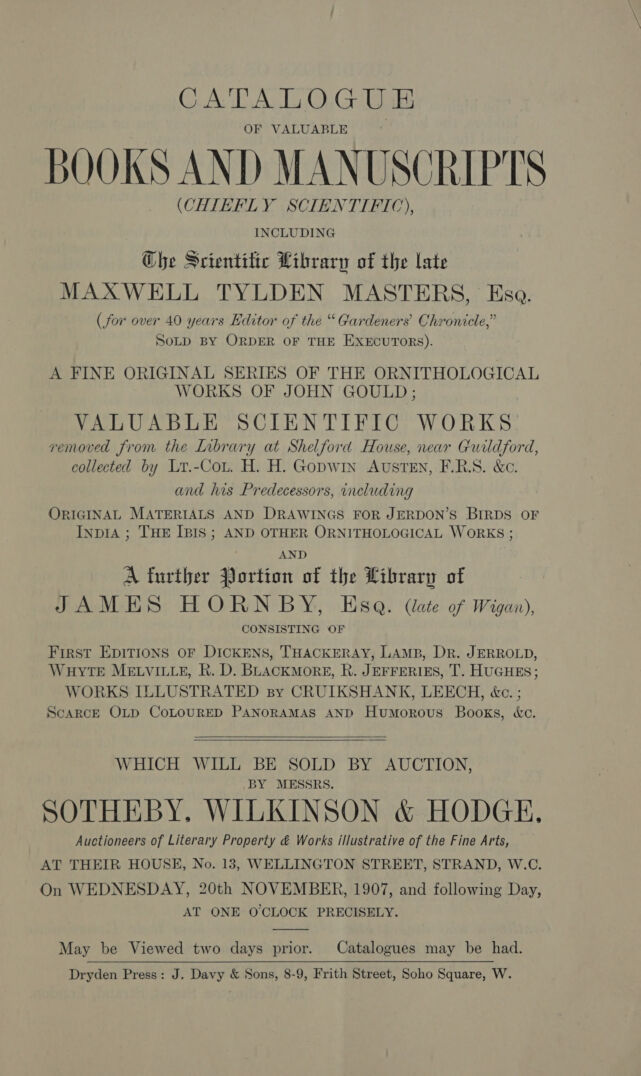 CATALOGUE
OF VALUABLE
BOOKS AND MANUSCRIPTS
(CHIEFLY SCIENTIFIC),
INCLUDING
The Scientific Library of the late
MAXWELL TYLDEN MASTERS, Esq.
(for over 40 years Editor of the “Gardeners’ Chronicle,”
Sold by Order of the Executors).
A FINE ORIGINAL SERIES OF THE ORNITHOLOGICAL
WORKS OF JOHN GOULD;
VALUABLE SCIENTIFIC WORKS
removed from the Library at Shelford House, near Guildford,
collected by Lt.-Col. H. H. Godwin Austen, F.R.S. &c.
and his Predecessors, including
Original Materials and Drawings for Jerdon's Birds of
India; The Ibis; and other Ornithological Works;
AND
A further Portion of the Library of
JAMES HORNBY, Esq. (late of Wigan),
CONSISTING OF
First Editions of Dickens, Thackeray, Lamb, Dr. Jerrold,
Whyte Melville, R. D. Blackmore, R. Jefferies, T. Hughes;
WORKS ILLUSTRATED BY CRUIKSHANK, LEECH, &c.;
Scarce Old Coloured Panoramas and Humorous Books, &c.
WHICH WILL BE SOLD BY AUCTION,
BY MESSRS.
SOTHEBY, WILKINSON & HODGE,
Auctioneers of Literary Property & Works illustrative of the Fine Arts,
AT THEIR HOUSE, No. 13, WELLINGTON STREET, STRAND, W.C.
On WEDNESDAY, 20th NOVEMBER, 1907, and following Day,
AT ONE O'CLOCK PRECISELY.
May be Viewed two days prior. Catalogues may be had.
Dryden Press: J. Davy & Sons, 8-9, Frith Street, Soho Square, W.